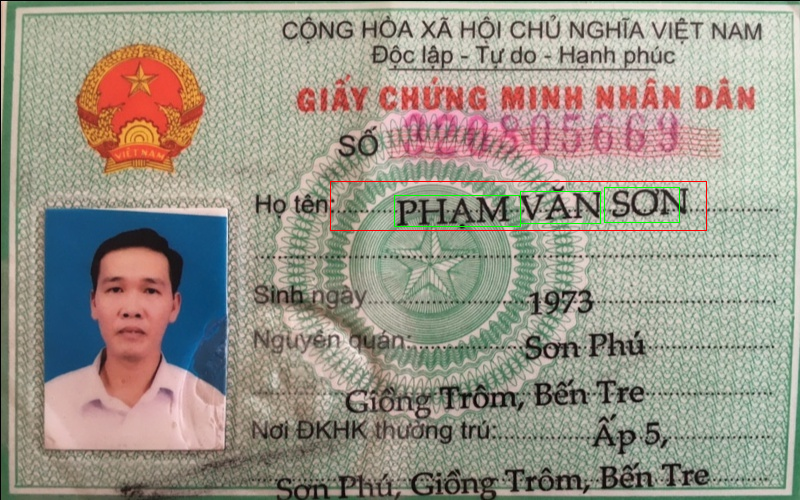 CỘNG HÒA XÃ HỘI CHỦ NGHĨA VIỆT NAM
Độc lập - Tự do - Hạnh phúc
VIỆT NAM
GIẤY CHỨNG MINH NHÂN DÂN
SỐ
Họ tên: PHẠM VĂN SƠN
Sinh ngày 1973
Nguyên quán: Sơn Phú
Giồng Trôm, Bến Tre
Nơi ĐKHK thường trú: Ấp 5,
Sơn Phú, Giồng Trôm, Bến Tre